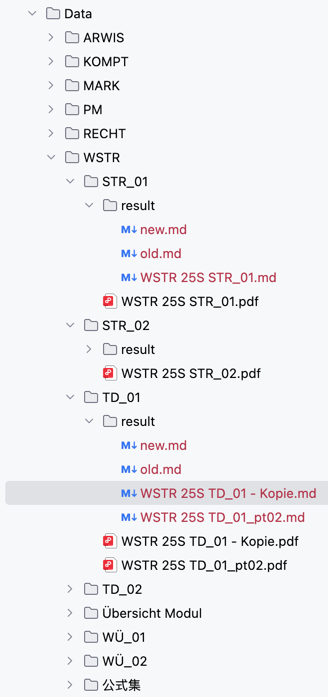 Data
ARWIS
KOMPT
MARK
PM
RECHT
WSTR
STR_01
result
M↓ new.md
M↓ old.md
M↓ WSTR 25S STR_01.md
WSTR 25S STR_01.pdf
STR_02
result
WSTR 25S STR_02.pdf
TD_01
result
M↓ new.md
M↓ old.md
M↓ WSTR 25S TD_01 - Kopie.md
M↓ WSTR 25S TD_01_pt02.md
WSTR 25S TD_01 - Kopie.pdf
WSTR 25S TD_01_pt02.pdf
TD_02
Übersicht Modul
WÜ_01
WÜ_02
公式集